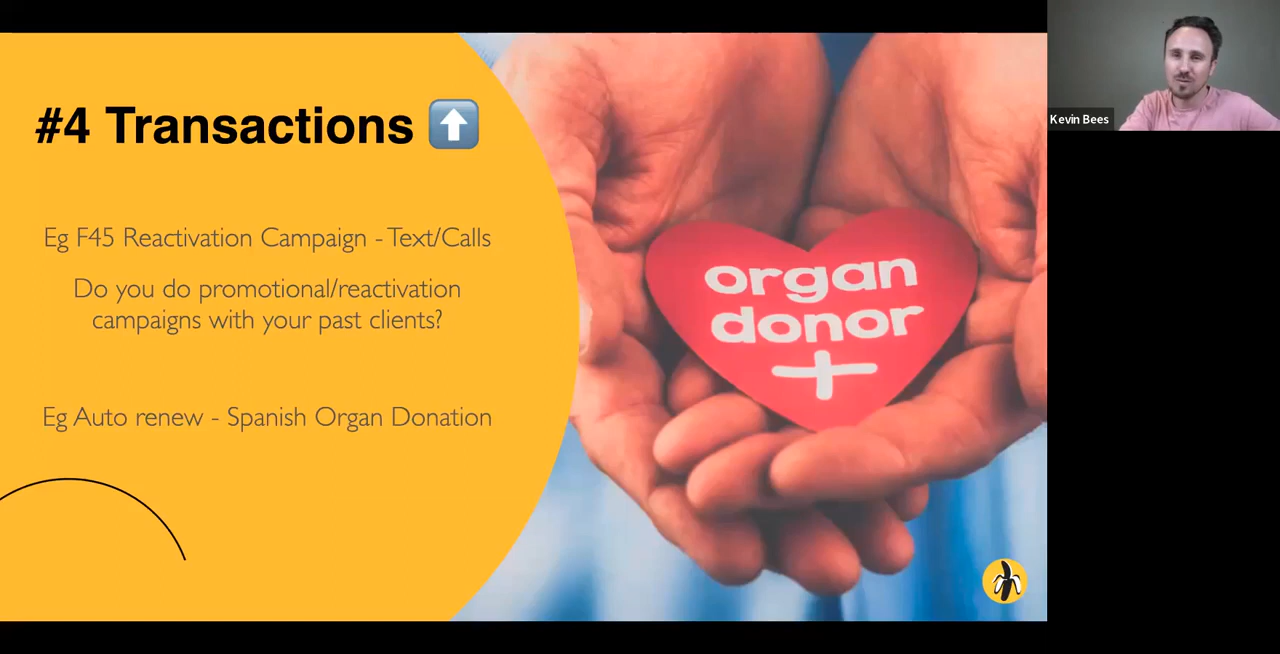 #4 Transactions ⬆️
Eg F45 Reactivation Campaign - Text/Calls
Do you do promotional/reactivation
campaigns with your past clients?
Eg Auto renew - Spanish Organ Donation
organ
donor
Kevin Bees